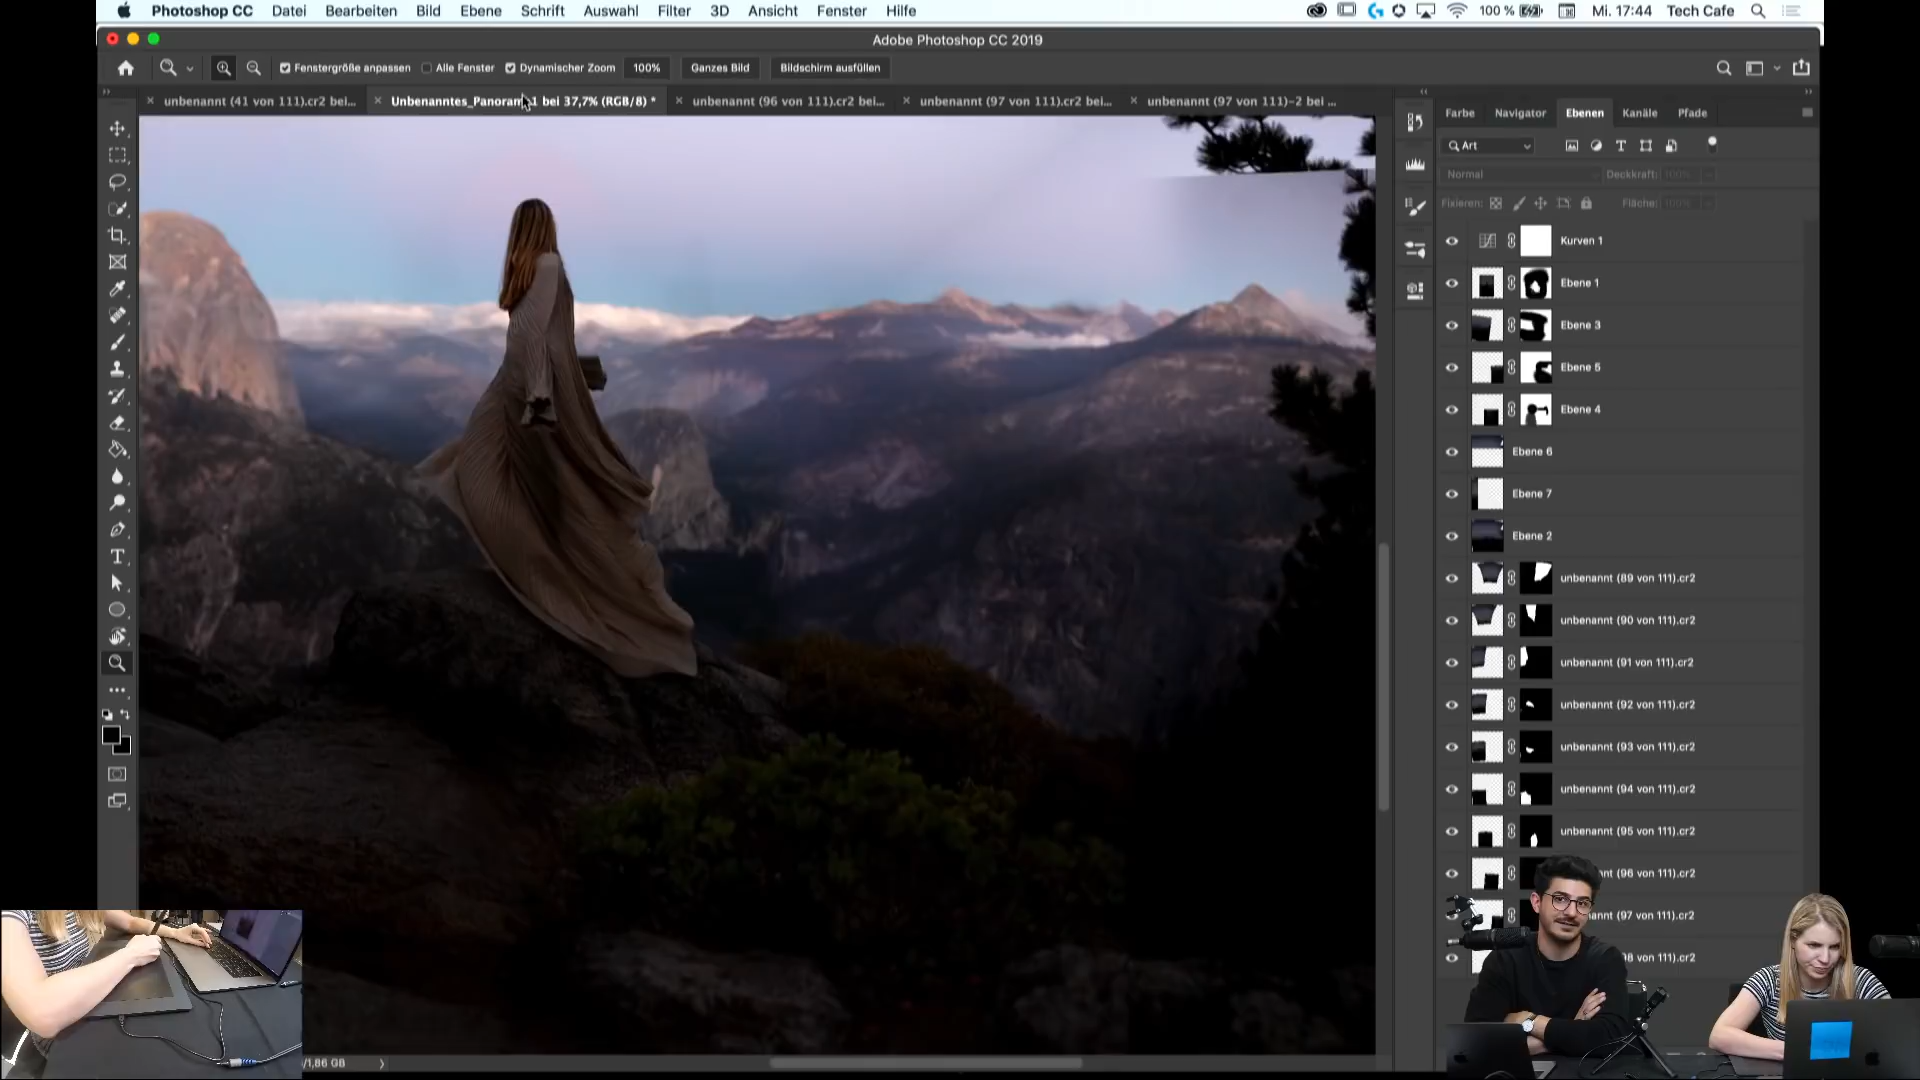 Photoshop CC Datei Bearbeiten Bild Ebene Schrift Auswahl Filter 3D Ansicht Fenster Hilfe 100 % Mi. 17:44 Tech Cafe
Adobe Photoshop CC 2019
Fenstergröße anpassen Alle Fenster Dynamischer Zoom 100% Ganzes Bild Bildschirm ausfüllen
unbenannt (41 von 111).cr2 bei... Unbenanntes_Panoram 1 bei 37,7% (RGB/8) * unbenannt (96 von 111).cr2 bei... unbenannt (97 von 111).cr2 bei... unbenannt (97 von 111)-2 bei ...
Farbe Navigator Ebenen Kanäle Pfade
Art
Normal Deckkraft: 100%
Fixieren: Fläche: 100%
Kurven 1
Ebene 1
Ebene 3
Ebene 5
Ebene 4
Ebene 6
Ebene 7
Ebene 2
unbenannt (89 von 111).cr2
unbenannt (90 von 111).cr2
unbenannt (91 von 111).cr2
unbenannt (92 von 111).cr2
unbenannt (93 von 111).cr2
unbenannt (94 von 111).cr2
unbenannt (95 von 111).cr2
nnt (96 von 111).cr2
annt (97 von 111).cr2
98 von 111).cr2
/1,86 GB